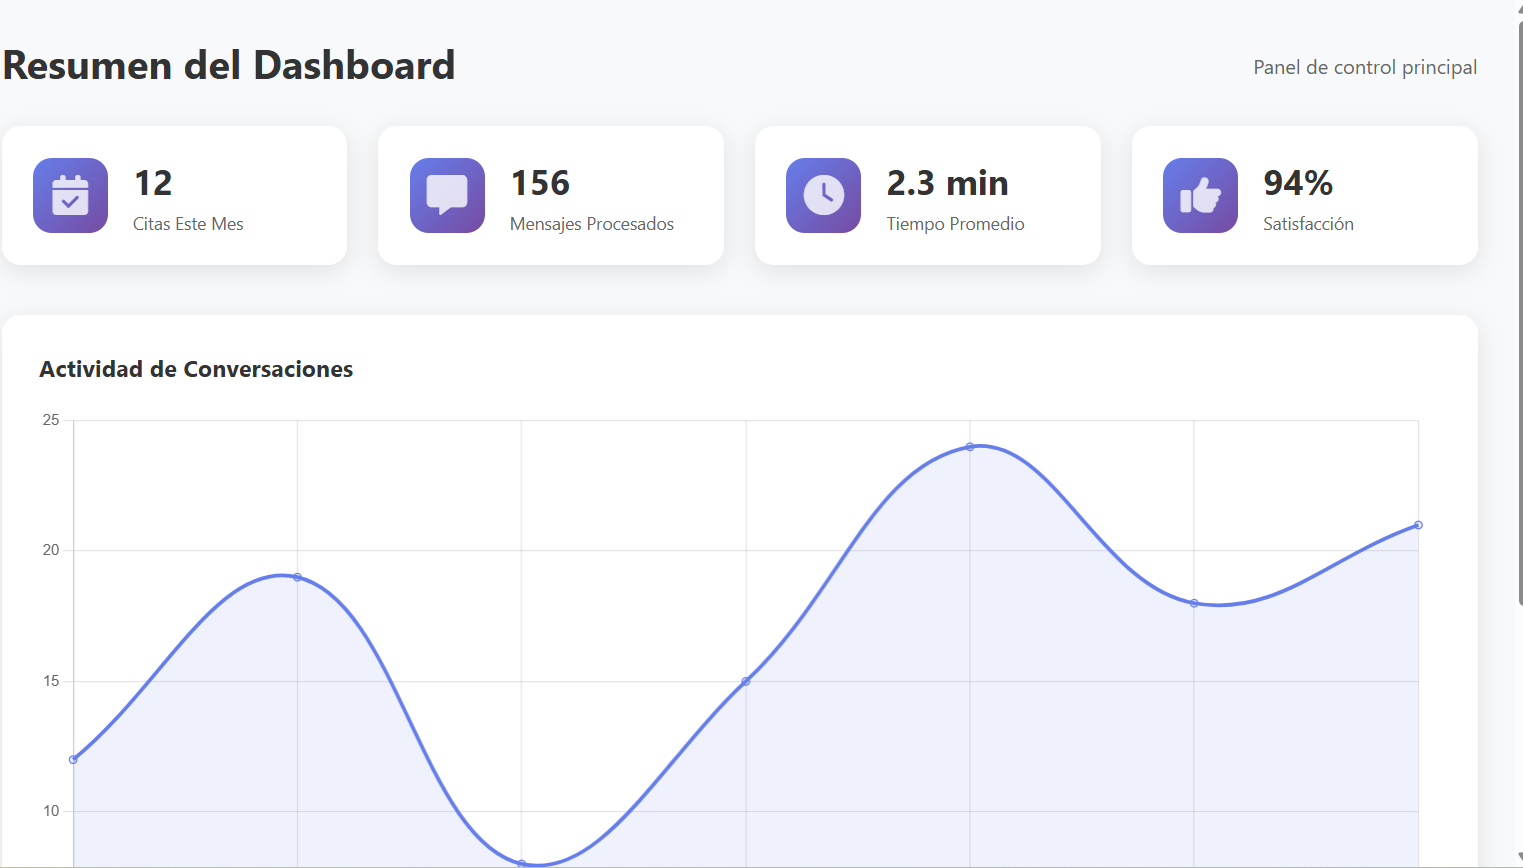 Resumen del Dashboard
Panel de control principal
12
Citas Este Mes
156
Mensajes Procesados
2.3 min
Tiempo Promedio
94%
Satisfacción
Actividad de Conversaciones
25
20
15
10